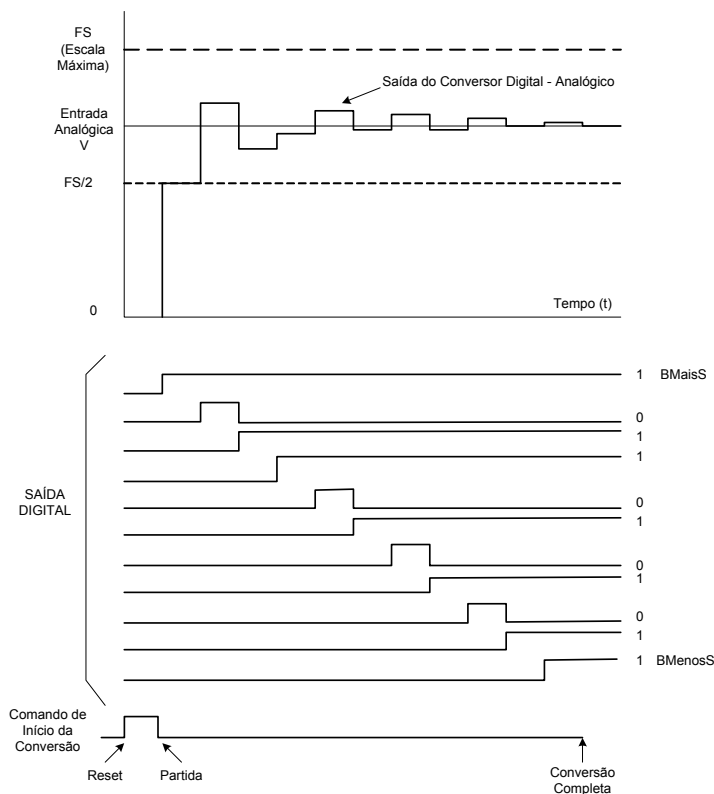 FS
(Escala
Máxima)
Saída do Conversor Digital - Analógico
Entrada
Analógica
V
FS/2
0
Tempo (t)
1 BMaisS
0
1
1
SAÍDA
DIGITAL
0
1
0
1
0
1
1 BMenosS
Comando de
Início da
Conversão
Reset
Partida
Conversão
Completa